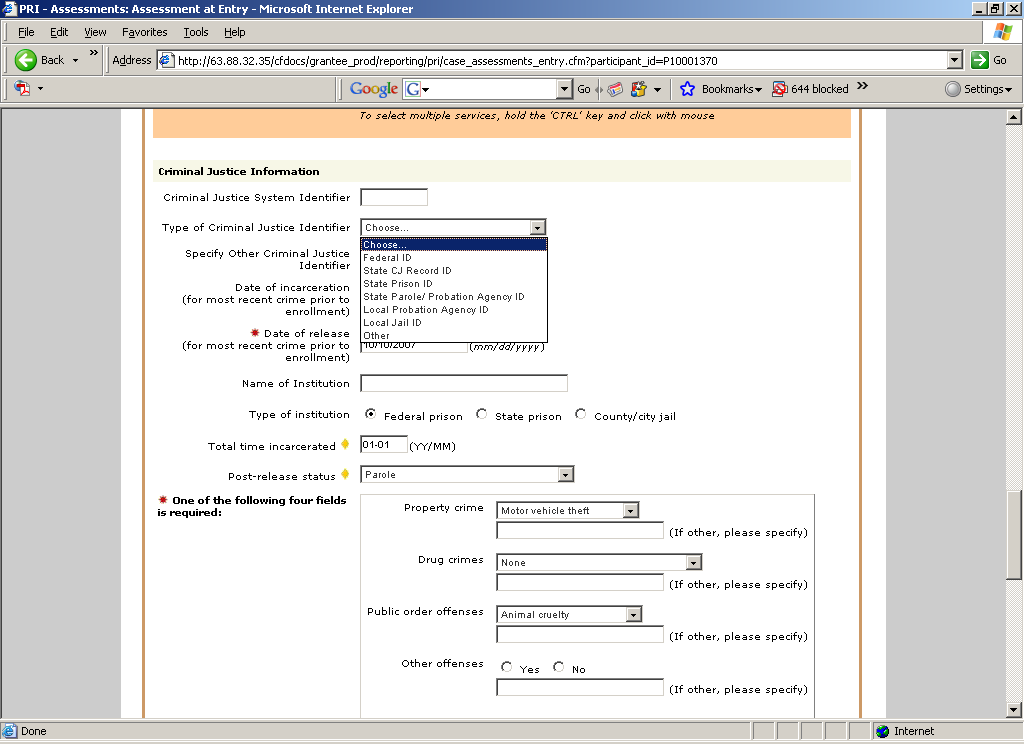 PRI - Assessments: Assessment at Entry - Microsoft Internet Explorer
File Edit View Favorites Tools Help
Back » Address http://63.88.32.35/cfdocs/grantee_prod/reporting/pri/case_assessments_entry.cfm?participant_id=P10001370 Go
Google G Go Bookmarks 644 blocked » Settings
To select multiple services, hold the 'CTRL' key and click with mouse
Criminal Justice Information
Criminal Justice System Identifier
Type of Criminal Justice Identifier Choose...
Choose...
Federal ID
State CJ Record ID
State Prison ID
State Parole/ Probation Agency ID
Local Probation Agency ID
Local Jail ID
Other
Specify Other Criminal Justice
Identifier
Date of incarceration
(for most recent crime prior to
enrollment)
Date of release
(for most recent crime prior to
enrollment)
10/10/2007 (mm/dd/yyyy)
Name of Institution
Type of institution Federal prison State prison County/city jail
Total time incarcerated 01-01 (YY/MM)
Post-release status Parole
One of the following four fields
is required:
Property crime Motor vehicle theft
(If other, please specify)
Drug crimes None
(If other, please specify)
Public order offenses Animal cruelty
(If other, please specify)
Other offenses Yes No
(If other, please specify)
Done Internet